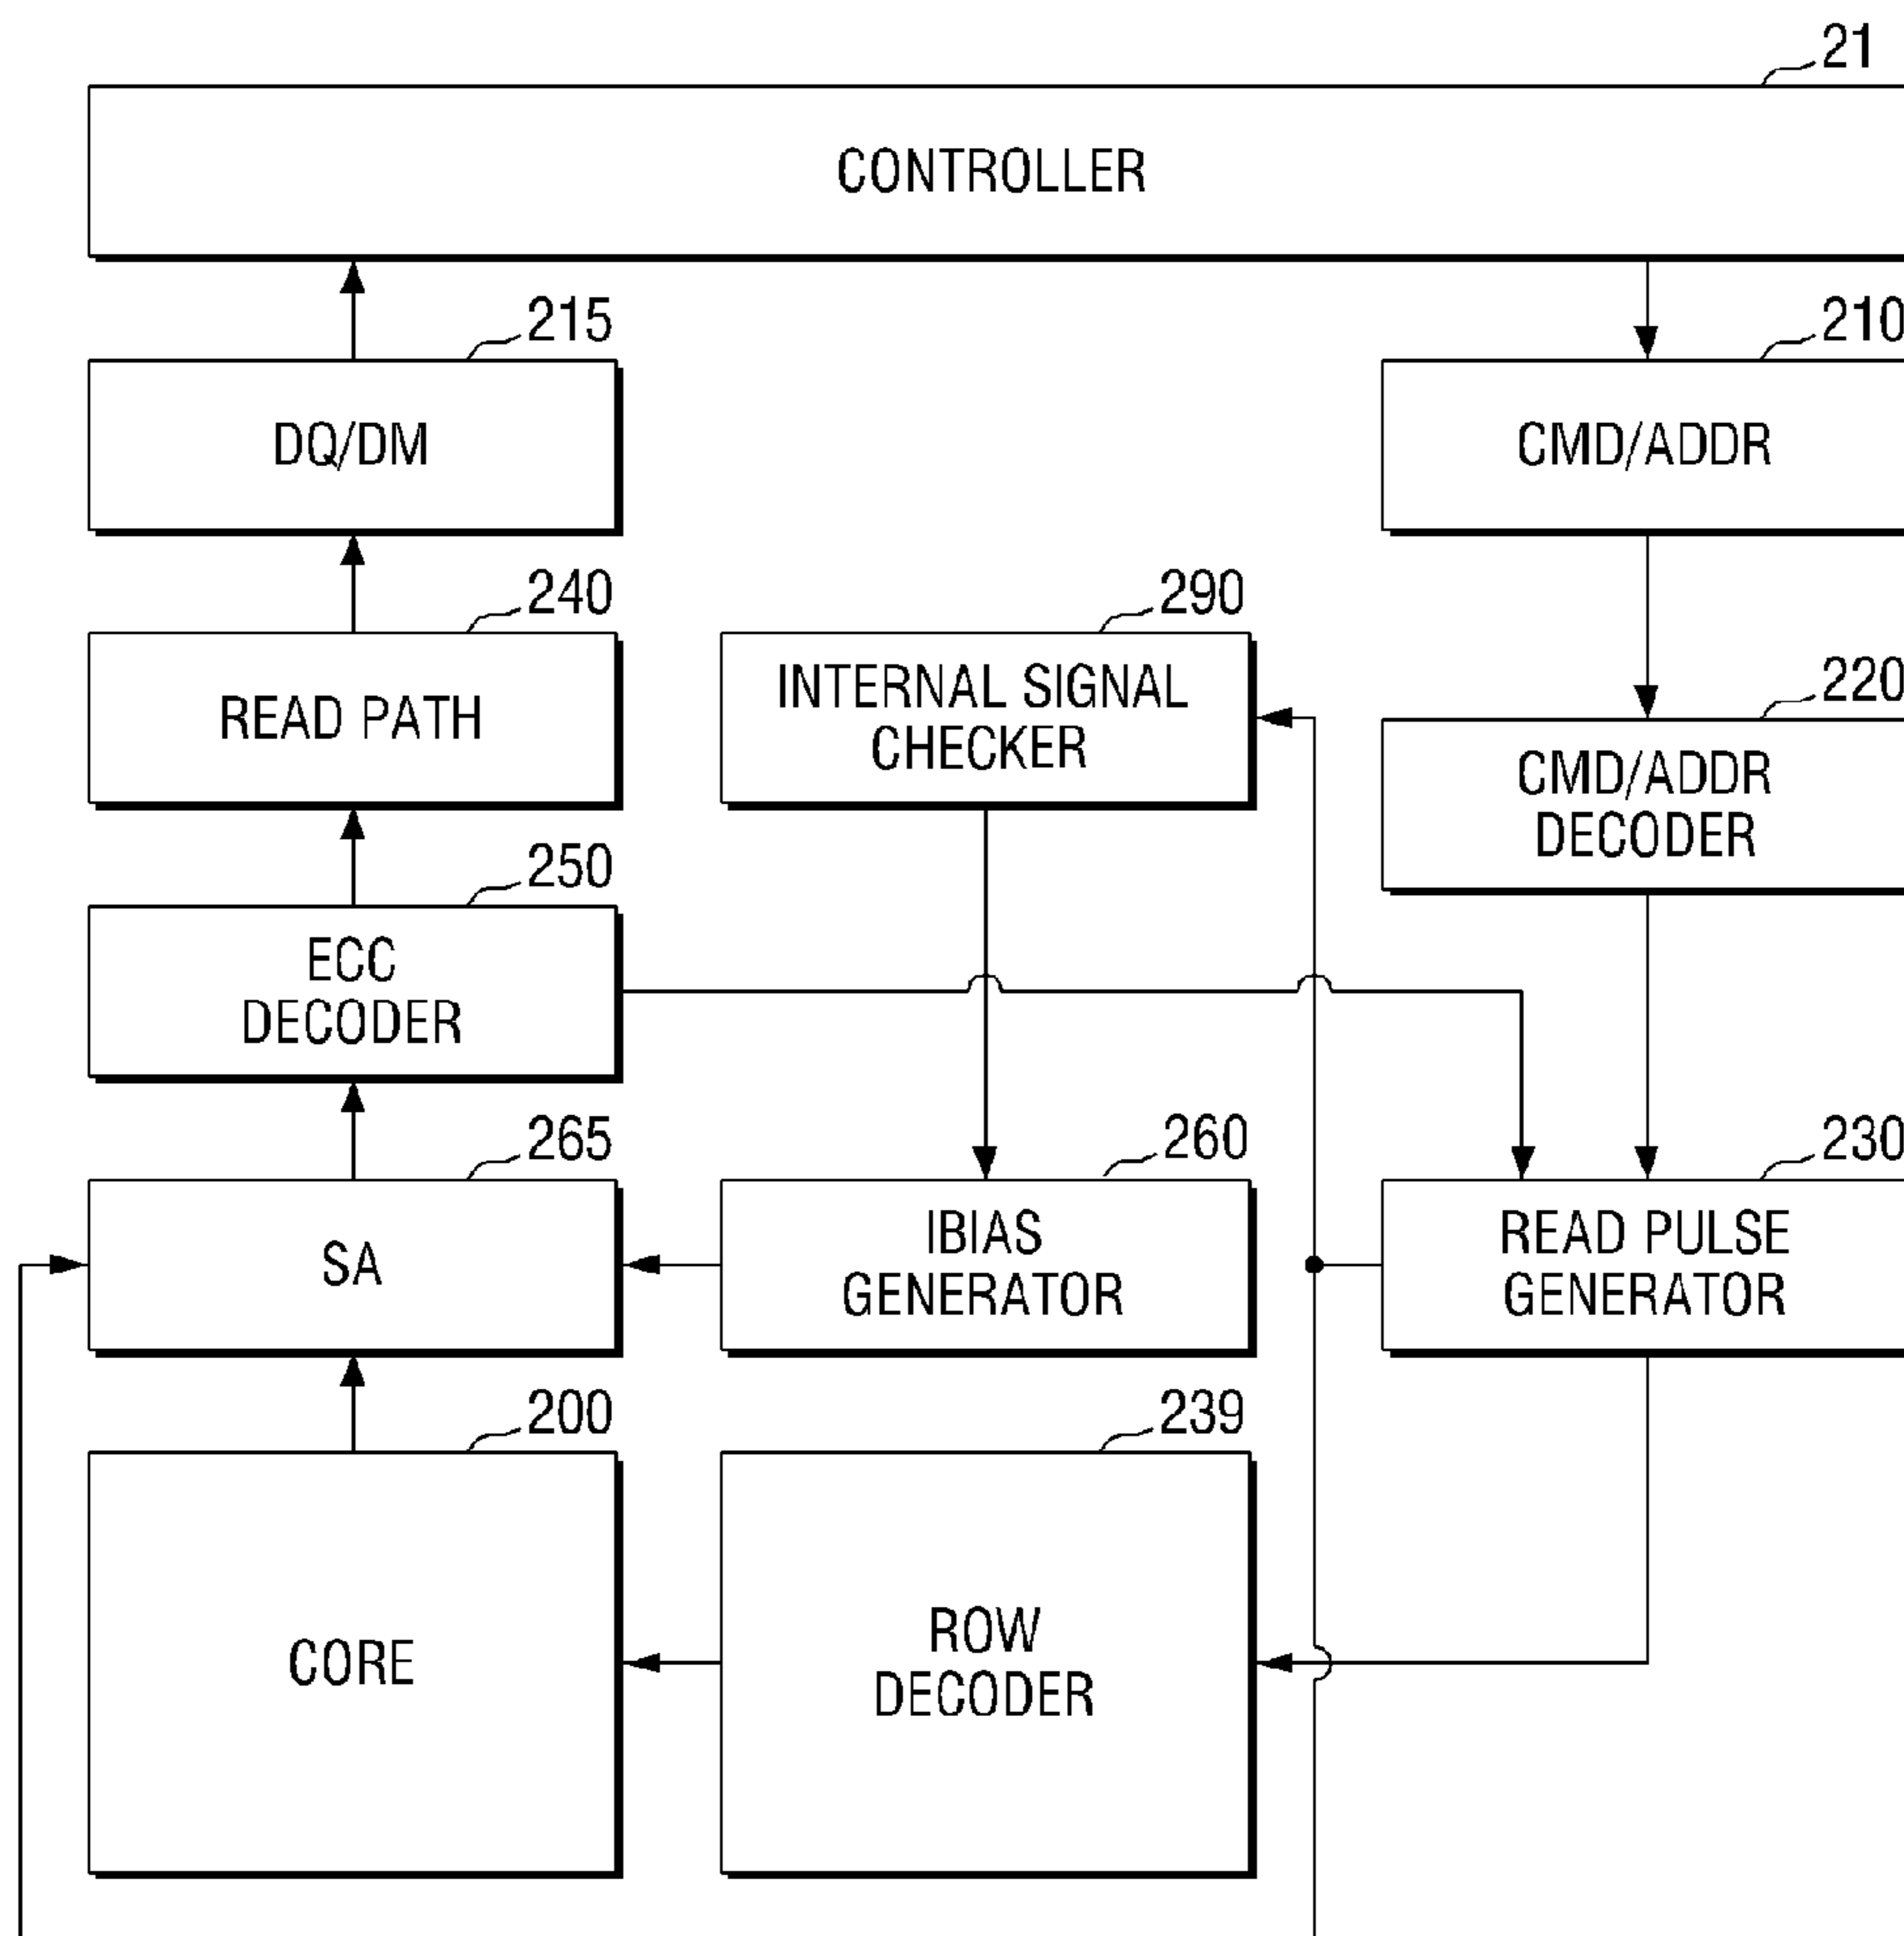 21
CONTROLLER
215
210
DQ/DM
CMD/ADDR
240
290
220
READ PATH
INTERNAL SIGNAL
CHECKER
CMD/ADDR
DECODER
250
ECC
DECODER
265
260
230
SA
IBIAS
GENERATOR
READ PULSE
GENERATOR
200
239
CORE
ROW
DECODER